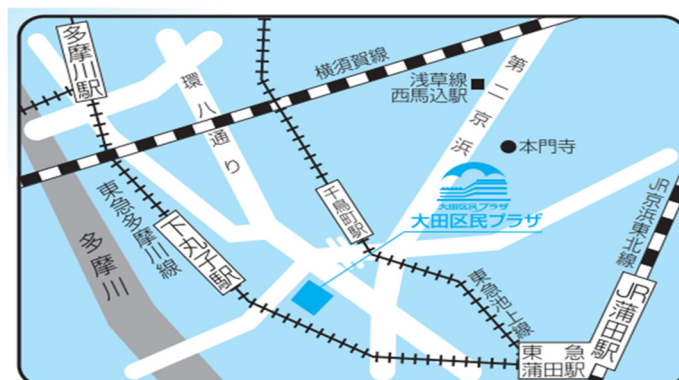 多摩川駅
環八通り
横須賀線
浅草線
西馬込駅
第二京浜
本門寺
千鳥町駅
大田区民プラザ
大田区民プラザ
東急多摩川線
下丸子駅
多摩川
東急池上線
JR京浜東北線
JR蒲田駅
東急
蒲田駅